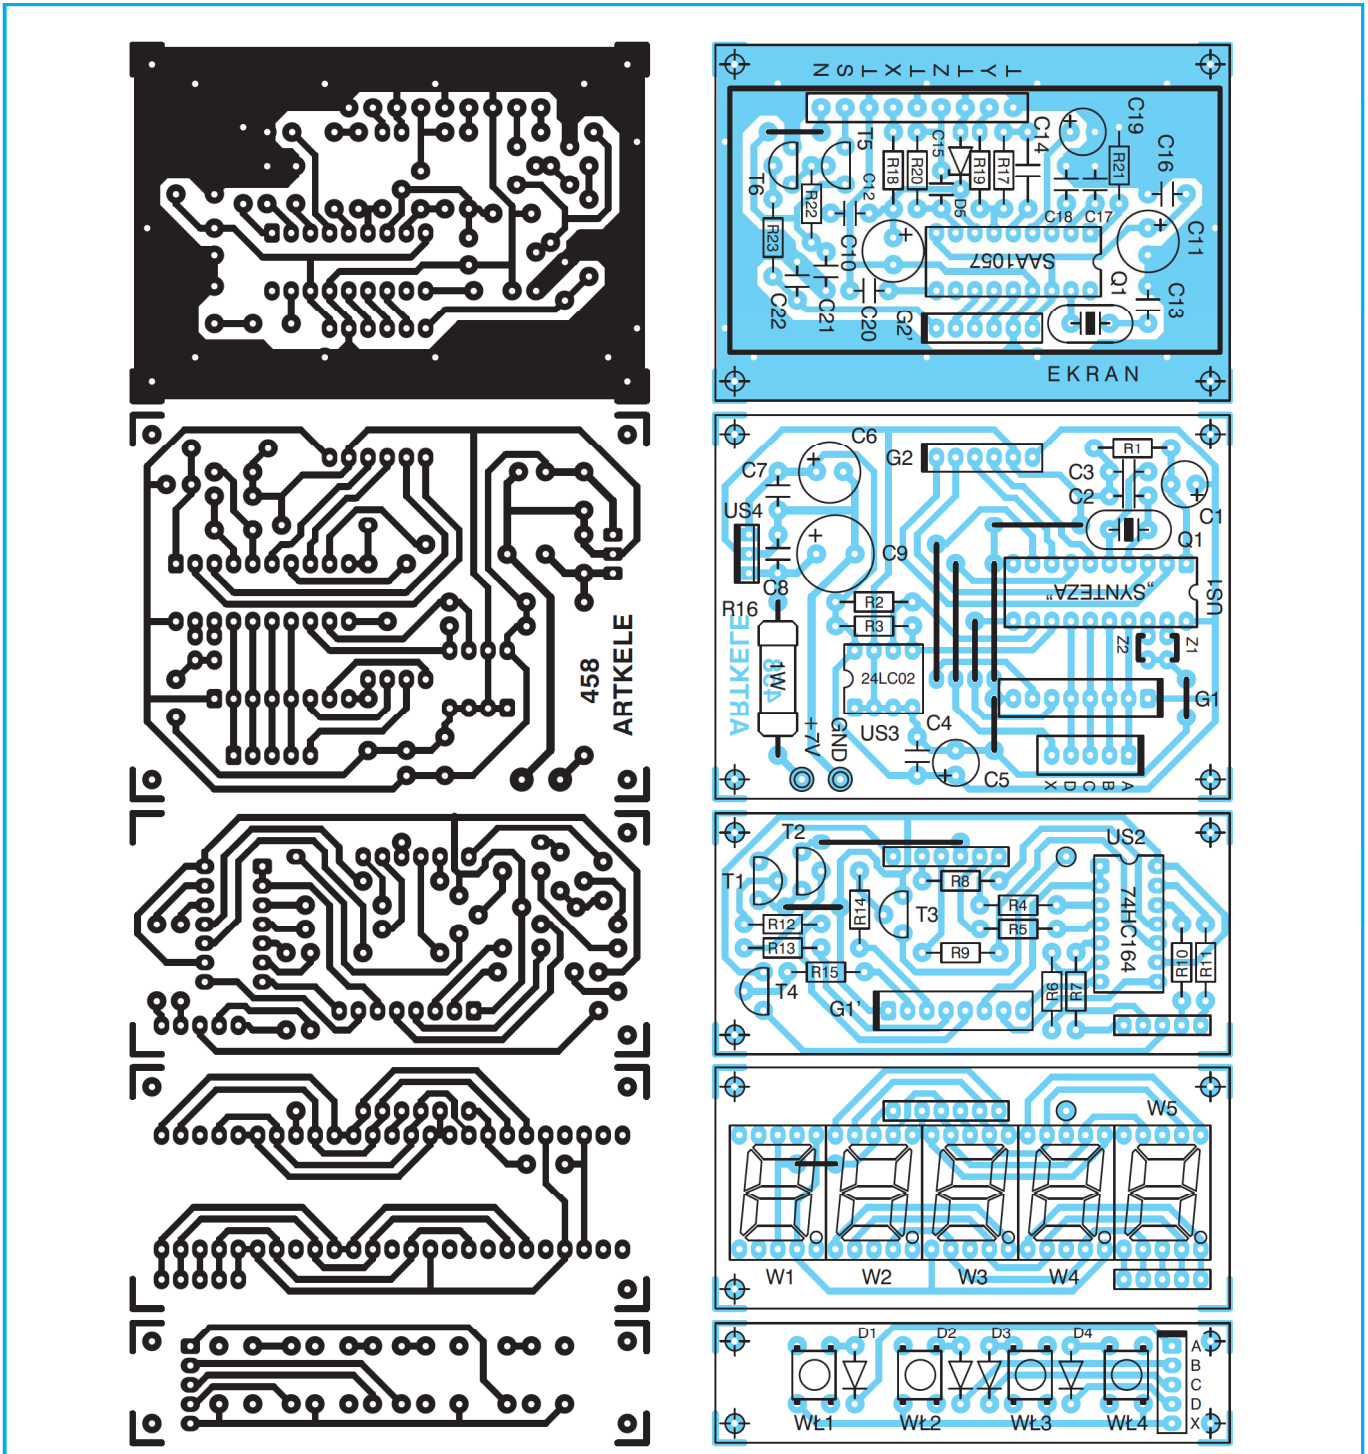 N S T X T Z T Y T
T5
T6
R22
R23
C12
R18
R20
C15
D5
R19
R17
C14
C19
R21
C16
C18
C17
C11
C10
SAA1057
Q1
C13
C22
C21
C20
G2'
EKRAN
458
ARTKELE
C6
C7
US4
C9
C8
R16
1W
ARTKELE
458
+7V
GND
G2
R1
C3
C2
C1
Q1
„SYNTEZA”
US1
R2
R3
24LC02
US3
C4
C5
Z2
Z1
G1
X D C B A
T2
T1
R12
R13
R14
R15
T4
T3
R8
R4
R5
R9
G1'
US2
74HC164
R6
R7
R10
R11
W5
W1 W2 W3 W4
D1 D2 D3 D4
A
B
C
D
X
WŁ1 WŁ2 WŁ3 WŁ4